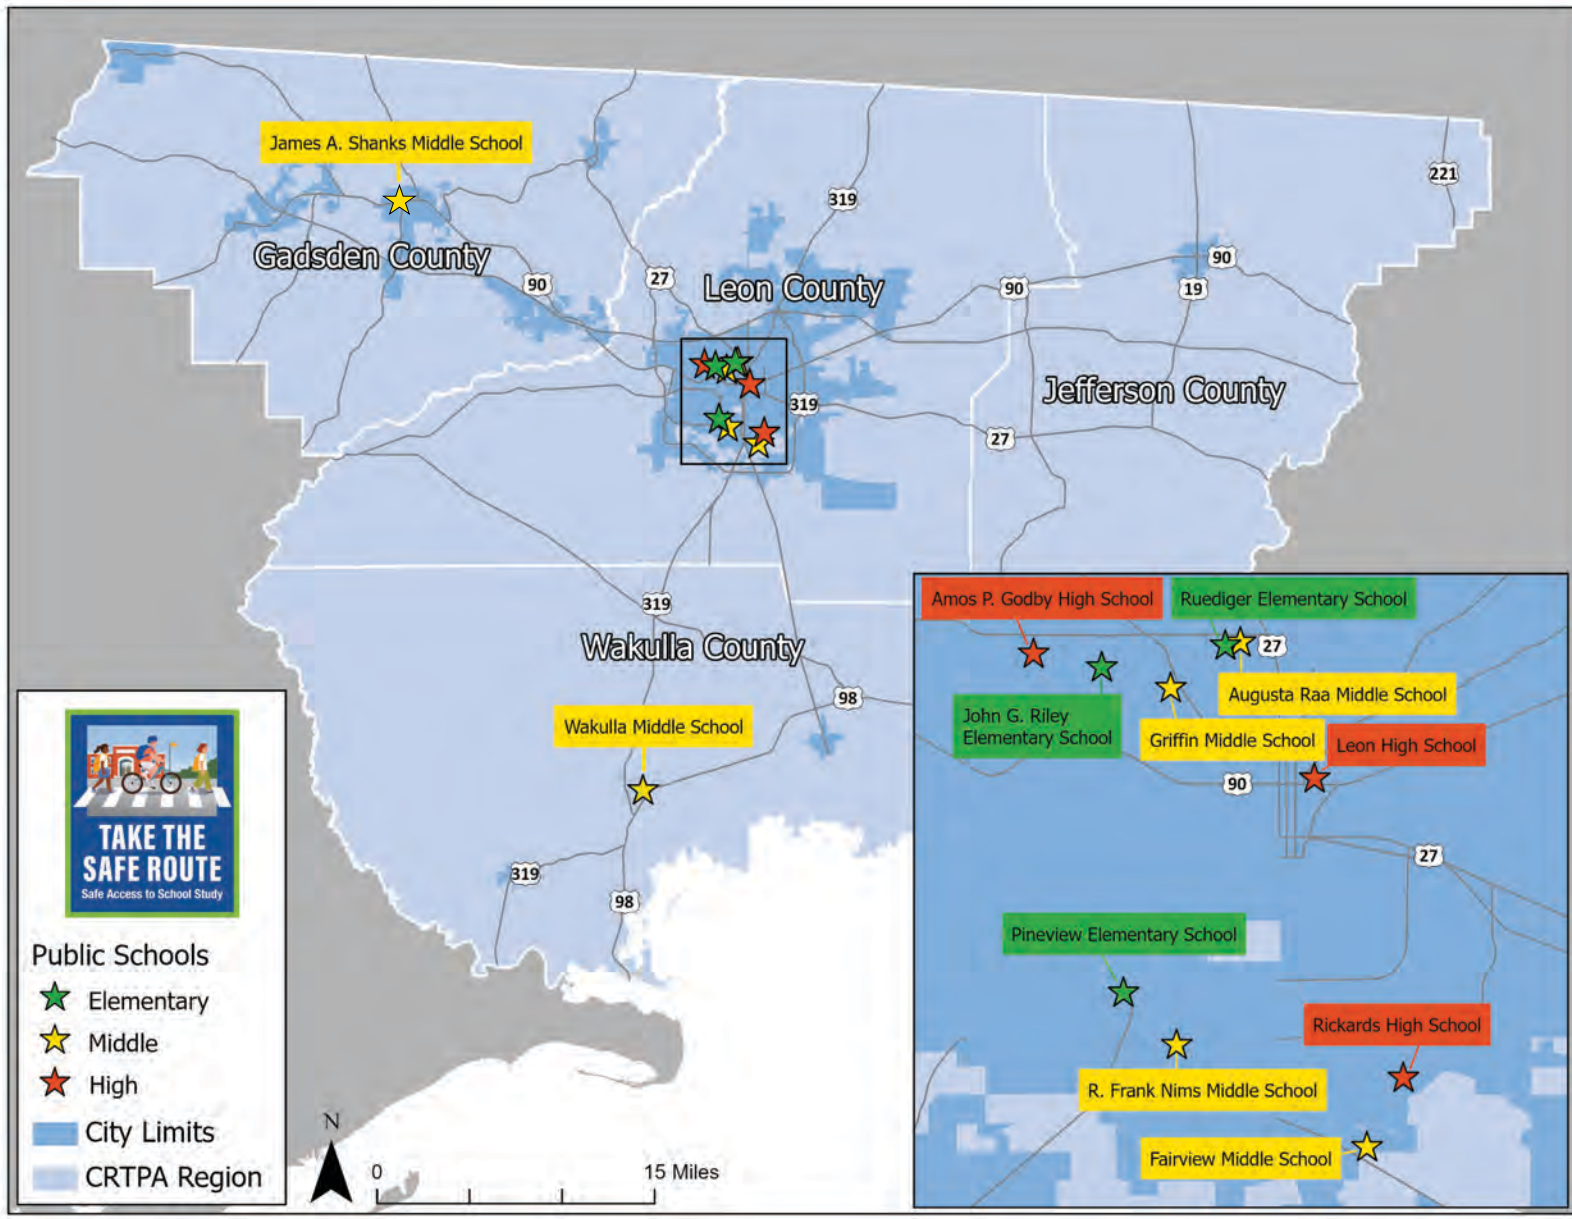 James A. Shanks Middle School
221
319
Gadsden County
90
27
Leon County
90
90
19
Jefferson County
319
27
319
Wakulla County
98
Wakulla Middle School
319
98
Amos P. Godby High School
Ruediger Elementary School
27
Augusta Raa Middle School
John G. Riley
Elementary School
Griffin Middle School
Leon High School
90
27
Pineview Elementary School
Rickards High School
R. Frank Nims Middle School
Fairview Middle School
TAKE THE
SAFE ROUTE
Safe Access to School Study
Public Schools
Elementary
Middle
High
City Limits
CRTPA Region
N
0
15 Miles